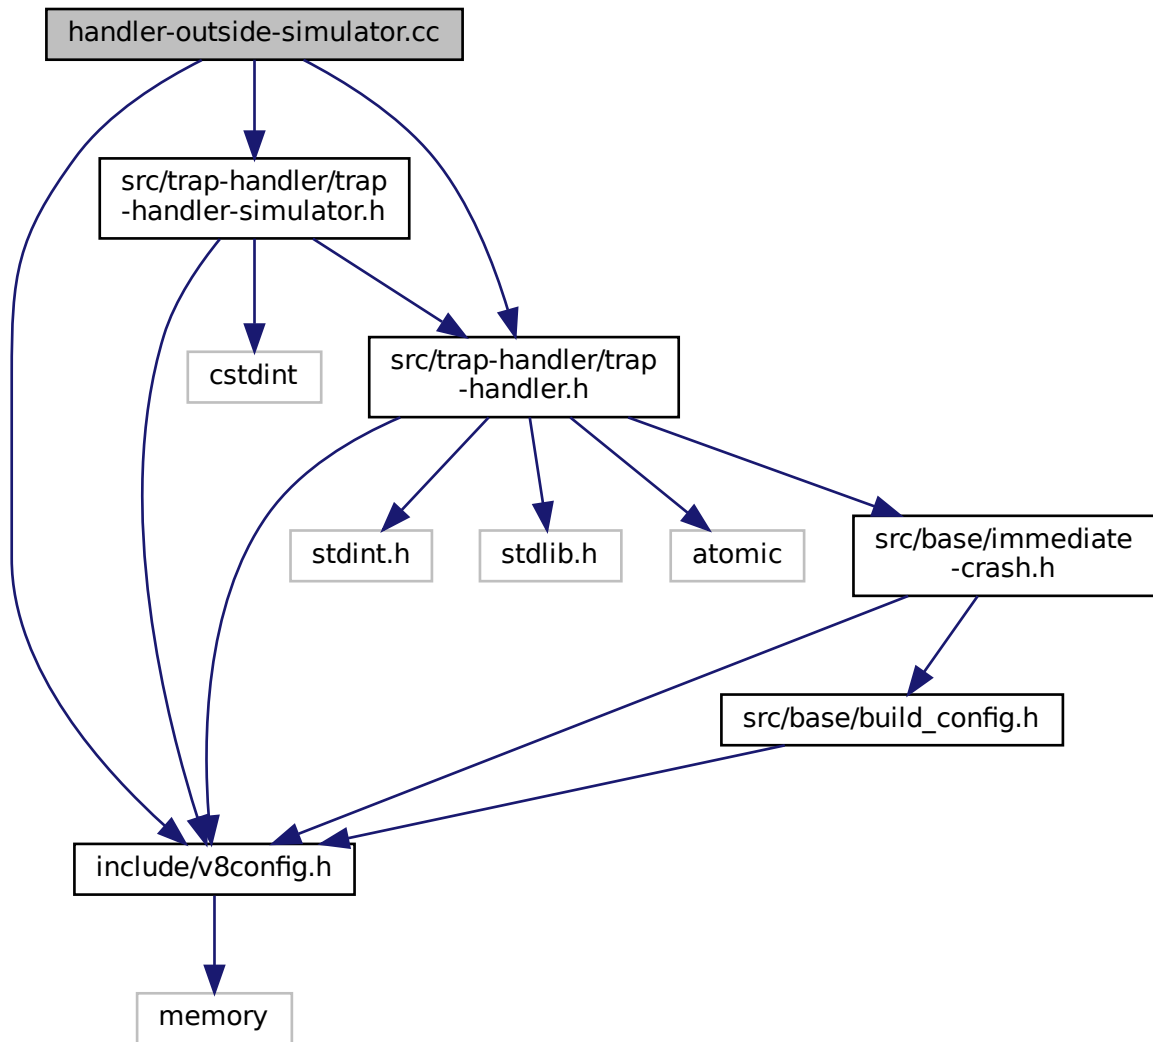 handler-outside-simulator.cc
src/trap-handler/trap
-handler-simulator.h
cstdint
src/trap-handler/trap
-handler.h
stdint.h
stdlib.h
atomic
src/base/immediate
-crash.h
src/base/build_config.h
include/v8config.h
memory